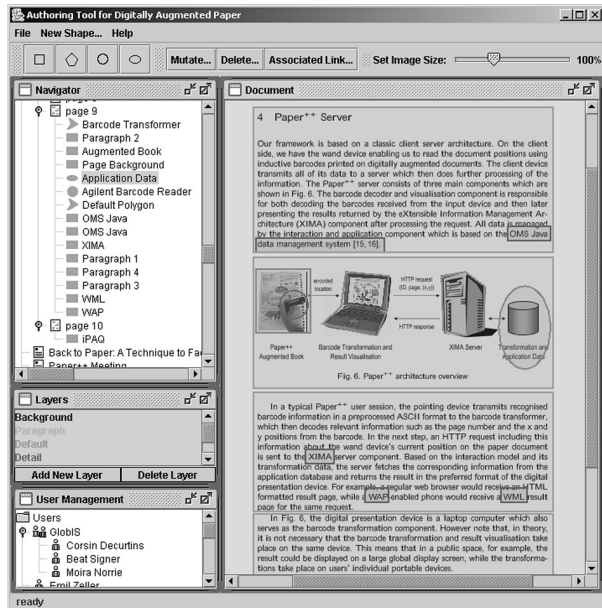 Authoring Tool for Digitally Augmented Paper
File New Shape... Help
Mutate... Delete... Associated Link... Set Image Size: 100%
Navigator
page 9
Barcode Transformer
Paragraph 2
Augmented Book
Page Background
Application Data
Agilent Barcode Reader
Default Polygon
OMS Java
OMS Java
XIMA
Paragraph 1
Paragraph 4
Paragraph 3
WML
WAP
page 10
iPAQ
Back to Paper: A Technique to Fa
Paper++ Meeting
Layers
Background
Paragraph
Default
Detail
Add New Layer Delete Layer
User Management
Users
GlobIS
Corsin Decurtins
Beat Signer
Moira Norrie
Emil Zeller
Document
4 Paper++ Server
Our framework is based on a classic client server architecture. On the client
side, we have the wand device enabling us to read the document positions using
inductive barcodes printed on digitally augmented documents. The client device
transmits all of its data to a server which then does further processing of the
information. The Paper++ server consists of three main components which are
shown in Fig. 6. The barcode decoder and visualisation component is responsible
for both decoding the barcodes received from the input device and then later
presenting the results returned by the eXtensible Information Management Ar-
chitecture (XIMA) component after processing the request. All data is managed
by the interaction and application component which is based on the OMS Java
data management system [15, 16].
encoded
location
HTTP request
(ID, page, (x,y))
HTTP response
Paper++
Augmented Book
Barcode Transformation and
Result Visualisation
XIMA Server
Transformation and
Application Data
Fig. 6. Paper++ architecture overview
In a typical Paper++ user session, the pointing device transmits recognised
barcode information in a preprocessed ASCII format to the barcode transformer,
which then decodes relevant information such as the page number and the x and
y positions from the barcode. In the next step, an HTTP request including this
information about the wand device's current position on the paper document
is sent to the XIMA server component. Based on the interaction model and its
transformation data, the server fetches the corresponding information from the
application database and returns the result in the preferred format of the digital
presentation device. For example, a regular web browser would receive an HTML
formatted result page, while a WAP enabled phone would receive a WML result
page for the same request.
In Fig. 6, the digital presentation device is a laptop computer which also
serves as the barcode transformation component. However note that, in theory,
it is not necessary that the barcode transformation and result visualisation take
place on the same device. This means that in a public space, for example, the
result could be displayed on a large global display screen, while the transforma-
tions take place on users' individual portable devices.
ready